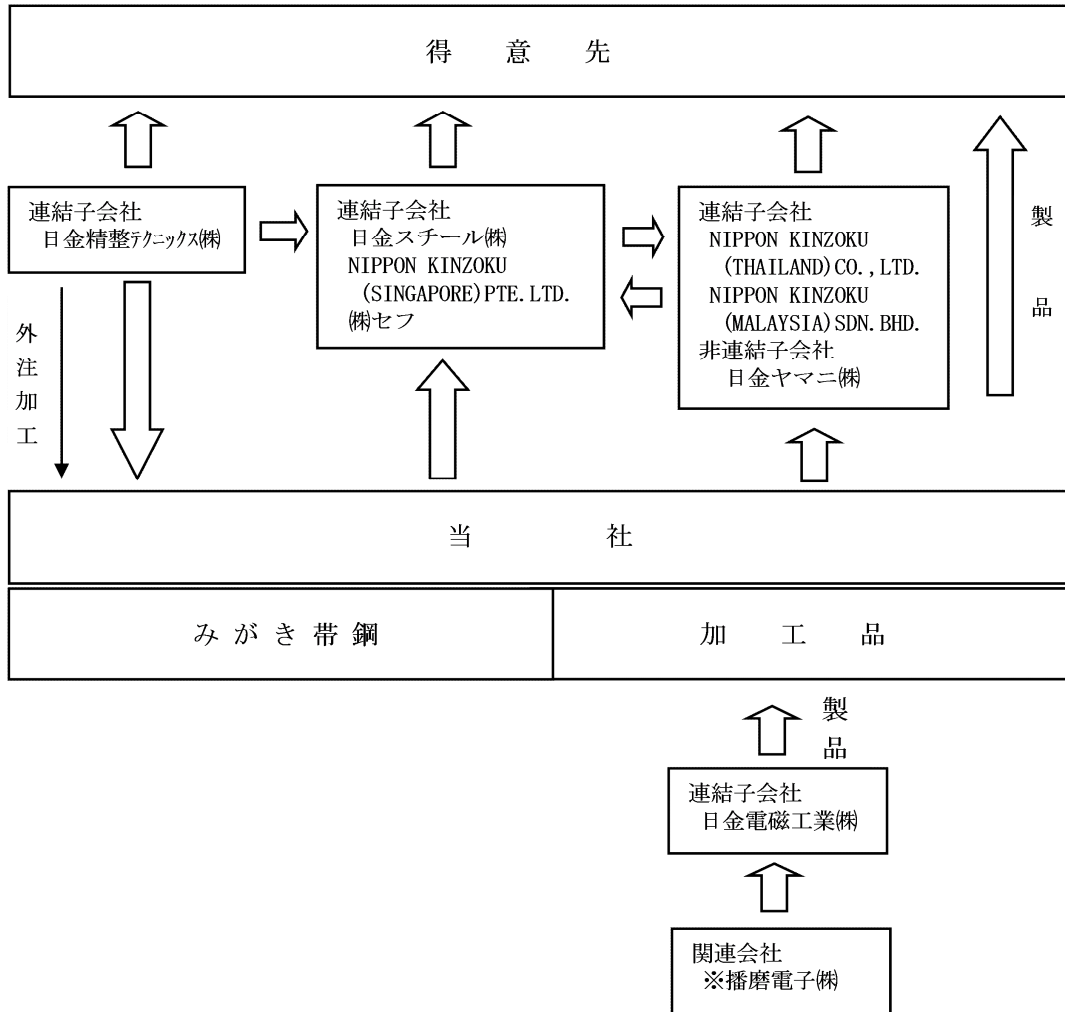 得意先
連結子会社
日金精整テクニックス㈱
連結子会社
日金スチール㈱
NIPPON KINZOKU
(SINGAPORE)PTE.LTD.
㈱セフ
連結子会社
NIPPON KINZOKU
(THAILAND)CO.,LTD.
NIPPON KINZOKU
(MALAYSIA)SDN.BHD.
非連結子会社
日金ヤマニ㈱
製品
外注加工
当社
みがき帯鋼
加工品
製品
連結子会社
日金電磁工業㈱
関連会社
※播磨電子㈱